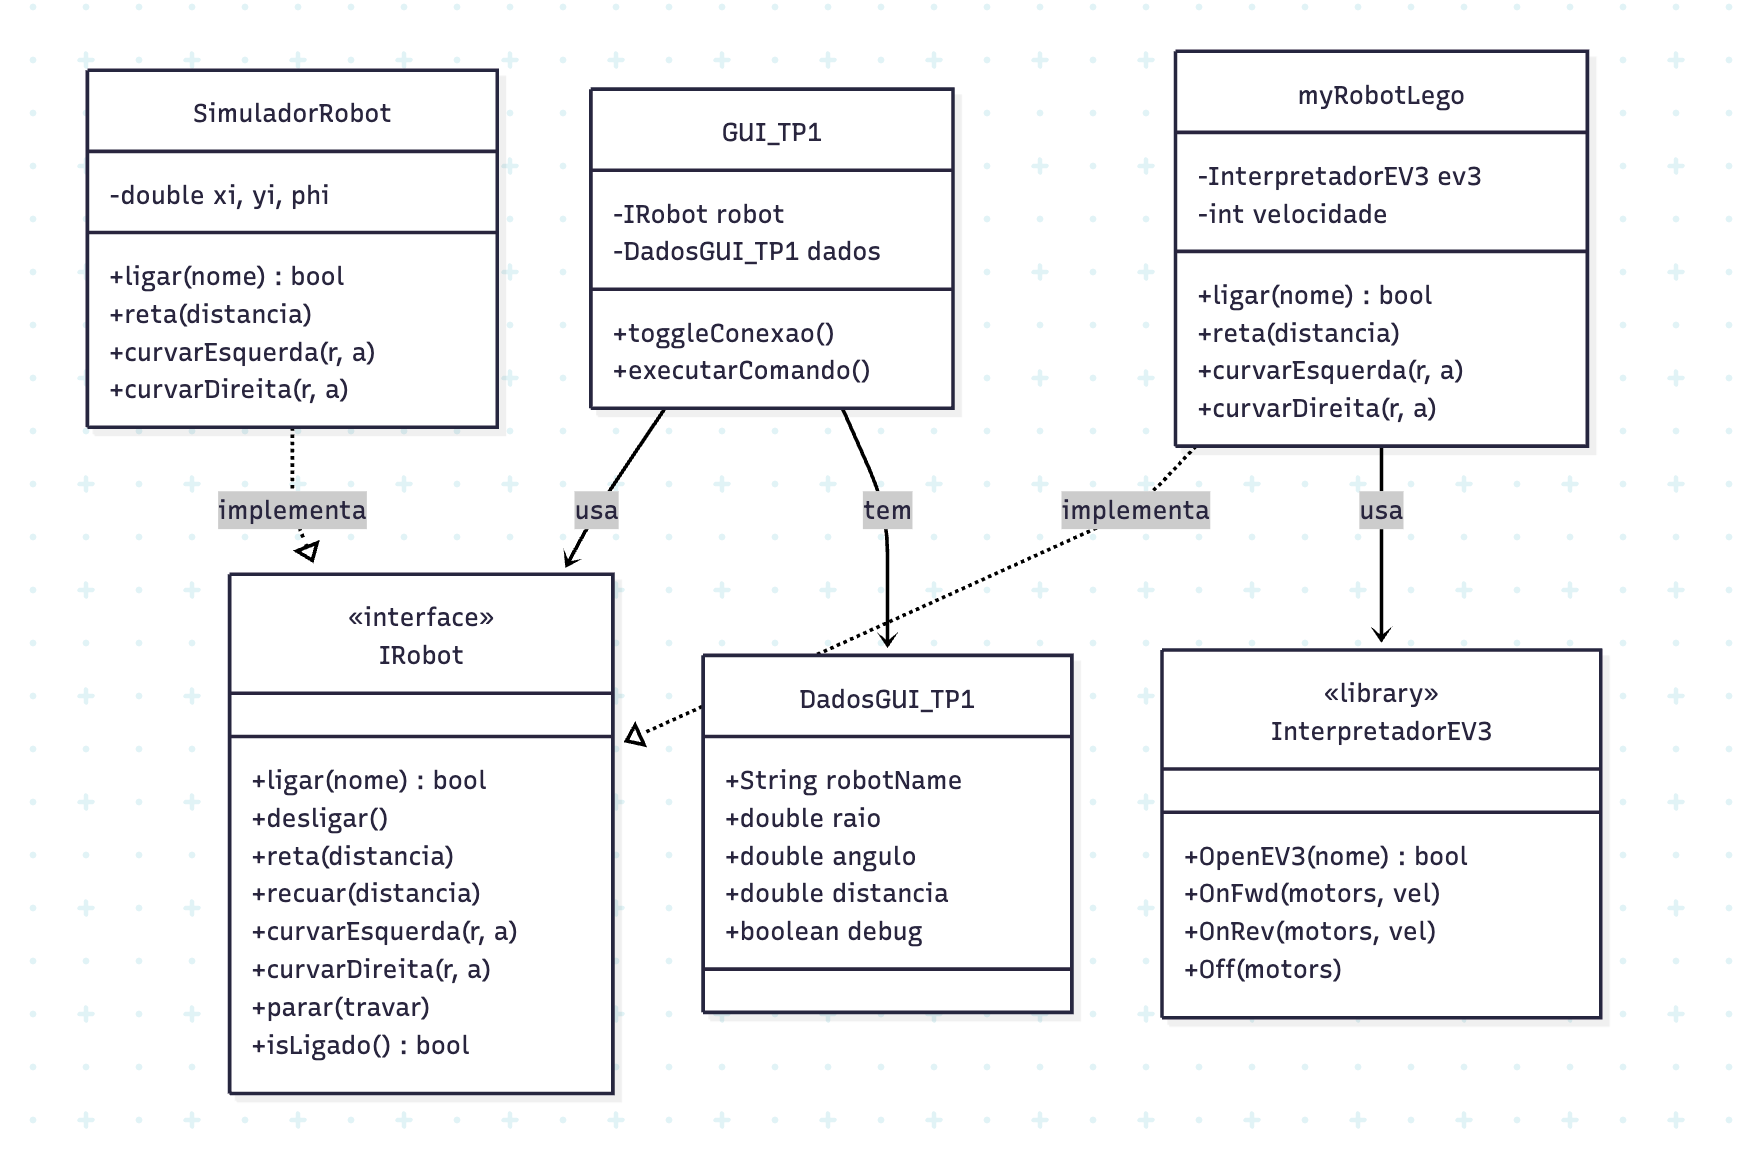 SimuladorRobot
-double xi, yi, phi
+ligar(nome) : bool
+reta(distancia)
+curvarEsquerda(r, a)
+curvarDireita(r, a)
GUI_TP1
-IRobot robot
-DadosGUI_TP1 dados
+toggleConexao()
+executarComando()
myRobotLego
-InterpretadorEV3 ev3
-int velocidade
+ligar(nome) : bool
+reta(distancia)
+curvarEsquerda(r, a)
+curvarDireita(r, a)
implementa
usa
tem
implementa
usa
«interface»
IRobot
+ligar(nome) : bool
+desligar()
+reta(distancia)
+recuar(distancia)
+curvarEsquerda(r, a)
+curvarDireita(r, a)
+parar(travar)
+isLigado() : bool
DadosGUI_TP1
+String robotName
+double raio
+double angulo
+double distancia
+boolean debug
«library»
InterpretadorEV3
+OpenEV3(nome) : bool
+OnFwd(motors, vel)
+OnRev(motors, vel)
+Off(motors)